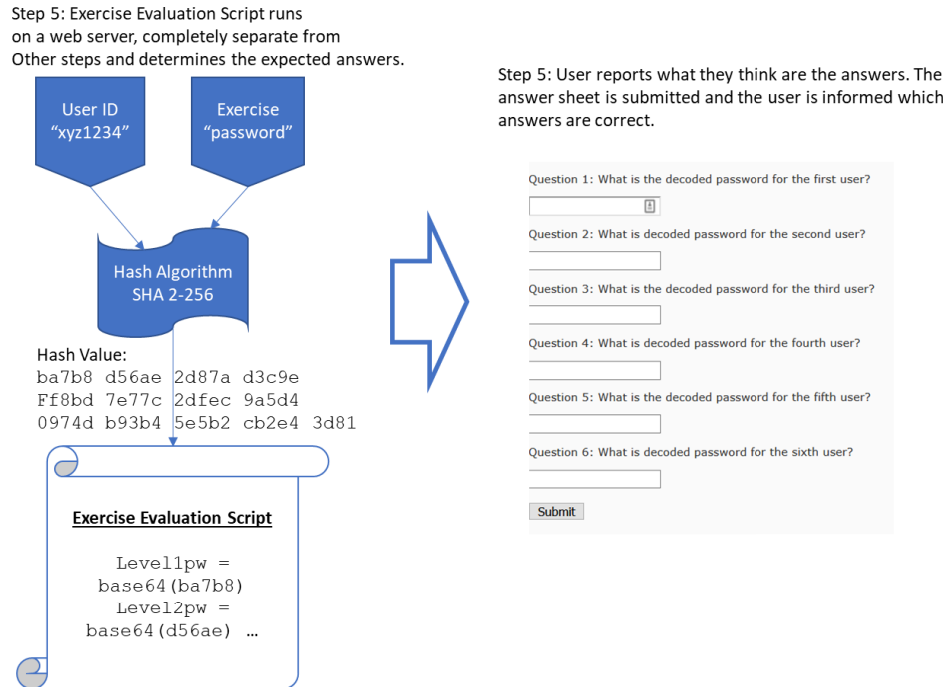 Step 5: Exercise Evaluation Script runs
on a web server, completely separate from
Other steps and determines the expected answers.
User ID
"xyz1234"
Exercise
"password"
Hash Algorithm
SHA 2-256
Hash Value:
ba7b8 d56ae 2d87a d3c9e
Ff8bd 7e77c 2dfec 9a5d4
0974d b93b4 5e5b2 cb2e4 3d81
Exercise Evaluation Script
Level1pw =
base64(ba7b8)
Level2pw =
base64(d56ae) …
Step 5: User reports what they think are the answers. The
answer sheet is submitted and the user is informed which
answers are correct.
Question 1: What is the decoded password for the first user?
Question 2: What is decoded password for the second user?
Question 3: What is the decoded password for the third user?
Question 4: What is decoded password for the fourth user?
Question 5: What is the decoded password for the fifth user?
Question 6: What is decoded password for the sixth user?
Submit